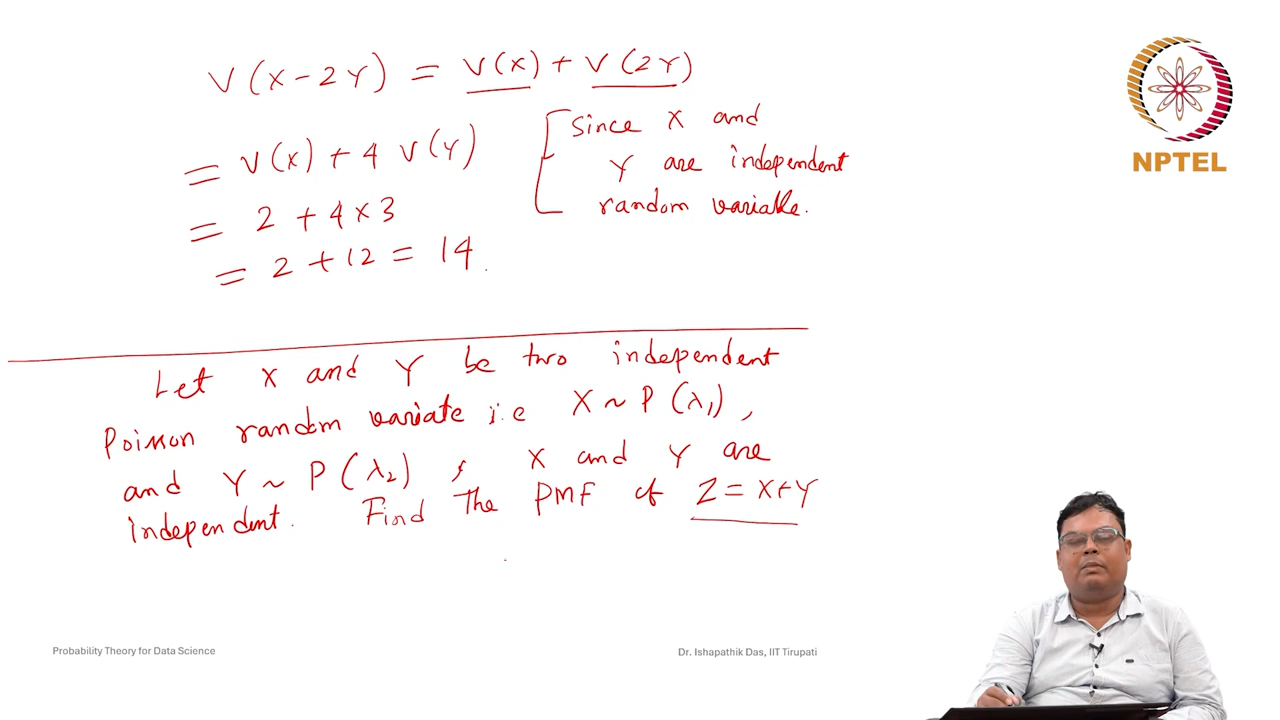 V(X-2Y) = V(X) + V(2Y)
= V(X) + 4 V(Y)
= 2 + 4 × 3
= 2 + 12 = 14.
Since X and
Y are independent
random variable.
NPTEL
Let X and Y be two independent
Poisson random variate i.e X ~ P(λ1),
and Y ~ P(λ2) & X and Y are
independent. Find the PMF of Z = X+Y
Probability Theory for Data Science
Dr. Ishapathik Das, IIT Tirupati